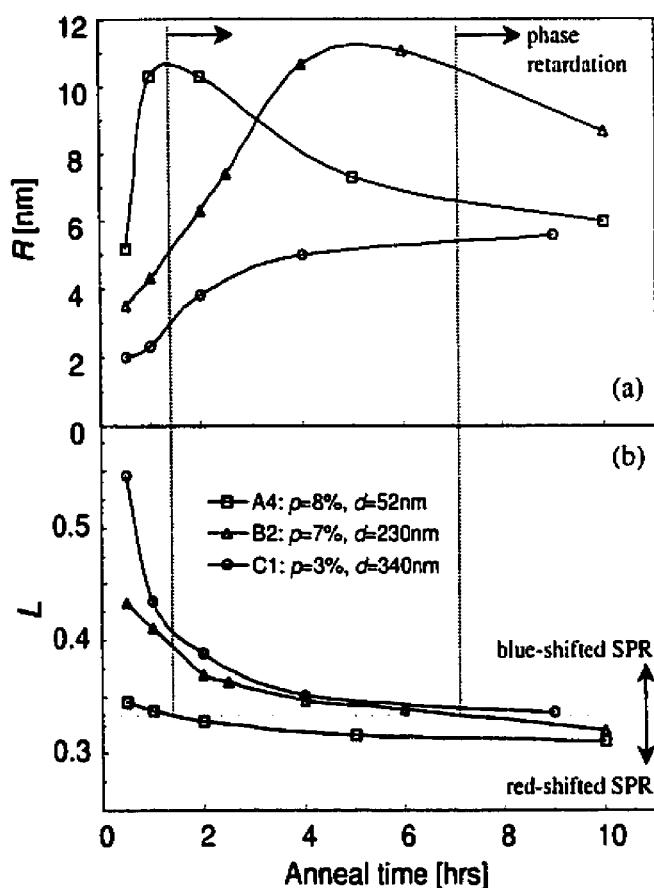 12
10
8
6
4
2
0
R [nm]
phase
retardation
(a)
(b)
0.5
0.4
0.3
L
A4: p=8%, d=52nm
B2: p=7%, d=230nm
C1: p=3%, d=340nm
blue-shifted SPR
red-shifted SPR
0 2 4 6 8 10
Anneal time [hrs]